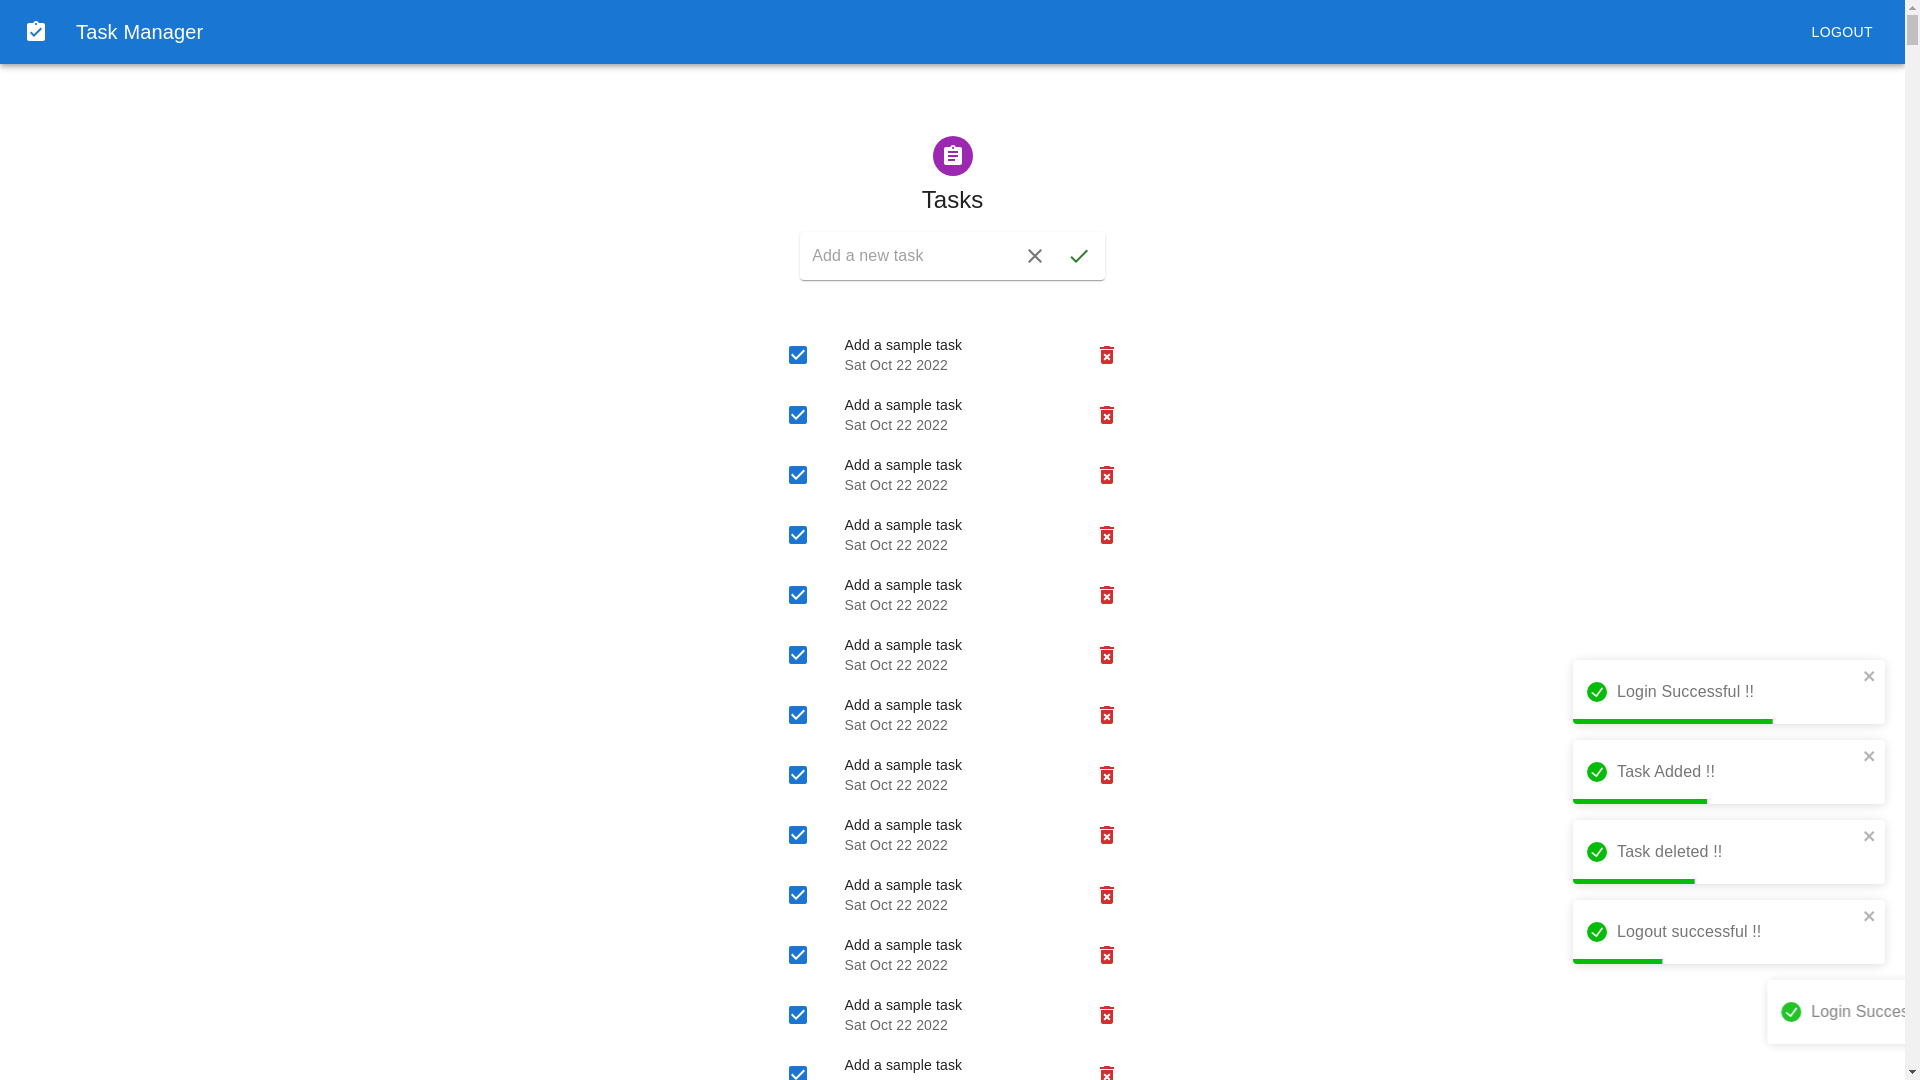 Task Manager
LOGOUT
Tasks
Add a new task
Add a sample task
Sat Oct 22 2022
Add a sample task
Sat Oct 22 2022
Add a sample task
Sat Oct 22 2022
Add a sample task
Sat Oct 22 2022
Add a sample task
Sat Oct 22 2022
Add a sample task
Sat Oct 22 2022
Add a sample task
Sat Oct 22 2022
Add a sample task
Sat Oct 22 2022
Add a sample task
Sat Oct 22 2022
Add a sample task
Sat Oct 22 2022
Add a sample task
Sat Oct 22 2022
Add a sample task
Sat Oct 22 2022
Add a sample task
Login Successful !!
Task Added !!
Task deleted !!
Logout successful !!
Login Succes